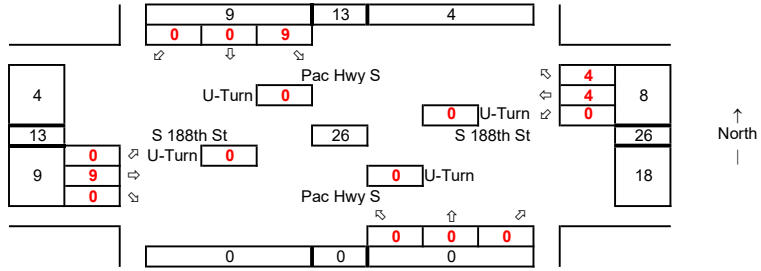 9 13 4
0 0 9
⬃ ⇩ ⬂
Pac Hwy S
⬁ 4
4 U-Turn 0 ⇦ 4 8
0 U-Turn ⬃ 0 ↑
13 S 188th St 26 S 188th St 26 North
0 ⬀ U-Turn 0 |
9 9 ⇨ 0 U-Turn 18
0 ⬂ Pac Hwy S
⬁ ⇧ ⬀
0 0 0
0 0 0